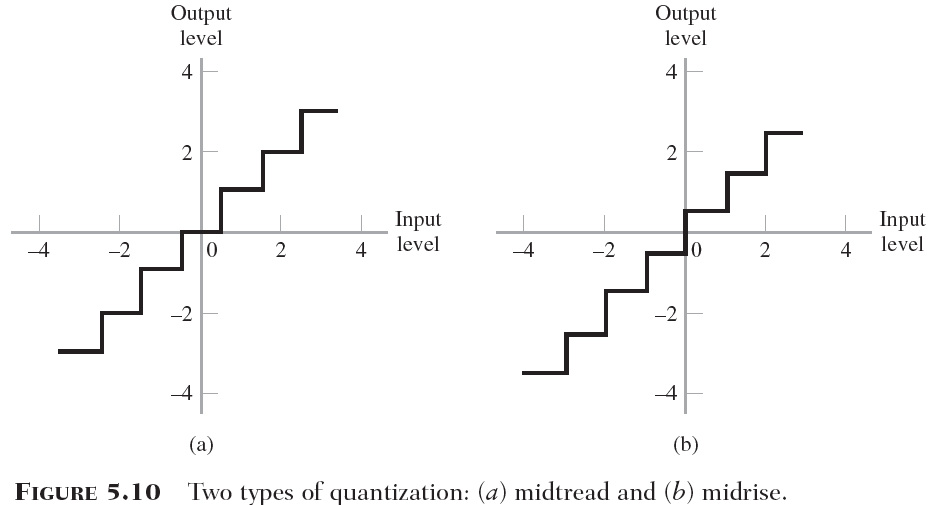 Output
level
4
2
Input
level
–4
–2
0
2
4
–2
–4
(a)
Output
level
4
2
Input
level
–4
–2
0
2
4
–2
–4
(b)
FIGURE 5.10 Two types of quantization: (a) midtread and (b) midrise.